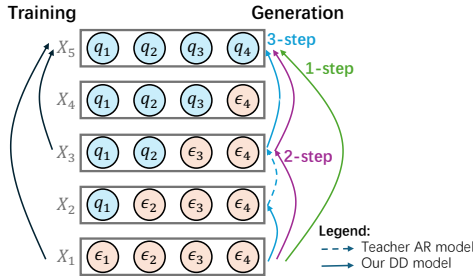 Training Generation
X₅ q₁ q₂ q₃ q₄ 3-step
1-step
X₄ q₁ q₂ q₃ ϵ₄
X₃ q₁ q₂ ϵ₃ ϵ₄
2-step
X₂ q₁ ϵ₂ ϵ₃ ϵ₄
Legend:
Teacher AR model
X₁ ϵ₁ ϵ₂ ϵ₃ ϵ₄
Our DD model